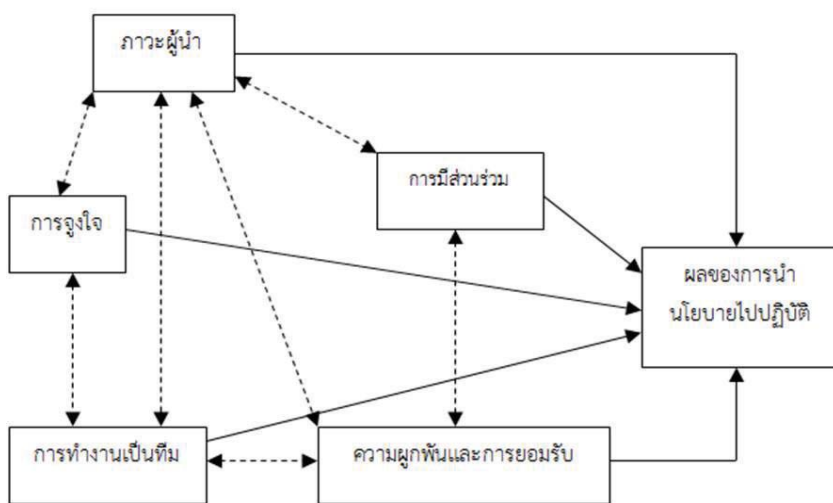 ภาวะผู้นำ
การมีส่วนร่วม
การจูงใจ
ผลของการนำ
นโยบายไปปฏิบัติ
การทำงานเป็นทีม
ความผูกพันและการยอมรับ